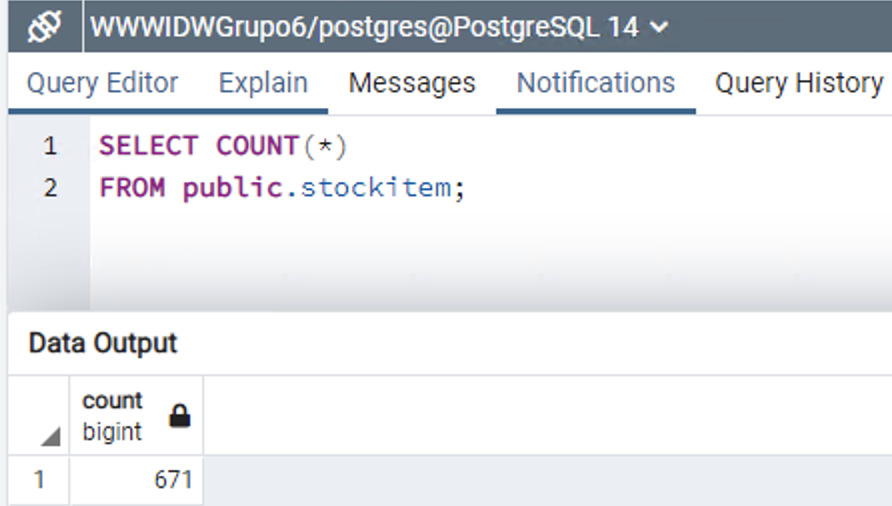 WWWIDWGrupo6/postgres@PostgreSQL 14
Query Editor Explain Messages Notifications Query History
1 SELECT COUNT(*)
2 FROM public.stockitem;
Data Output
count
bigint
1 671